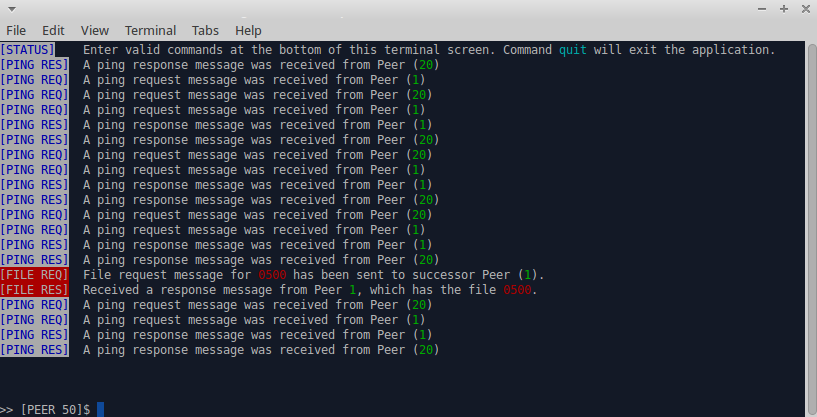 File Edit View Terminal Tabs Help
[STATUS] Enter valid commands at the bottom of this terminal screen. Command quit will exit the application.
[PING RES] A ping response message was received from Peer (20)
[PING REQ] A ping request message was received from Peer (1)
[PING REQ] A ping request message was received from Peer (20)
[PING REQ] A ping request message was received from Peer (1)
[PING RES] A ping response message was received from Peer (1)
[PING RES] A ping response message was received from Peer (20)
[PING REQ] A ping request message was received from Peer (20)
[PING REQ] A ping request message was received from Peer (1)
[PING RES] A ping response message was received from Peer (1)
[PING RES] A ping response message was received from Peer (20)
[PING REQ] A ping request message was received from Peer (20)
[PING REQ] A ping request message was received from Peer (1)
[PING RES] A ping response message was received from Peer (1)
[PING RES] A ping response message was received from Peer (20)
[FILE REQ] File request message for 0500 has been sent to successor Peer (1).
[FILE RES] Received a response message from Peer 1, which has the file 0500.
[PING REQ] A ping request message was received from Peer (20)
[PING REQ] A ping request message was received from Peer (1)
[PING RES] A ping response message was received from Peer (1)
[PING RES] A ping response message was received from Peer (20)
>> [PEER 50]$